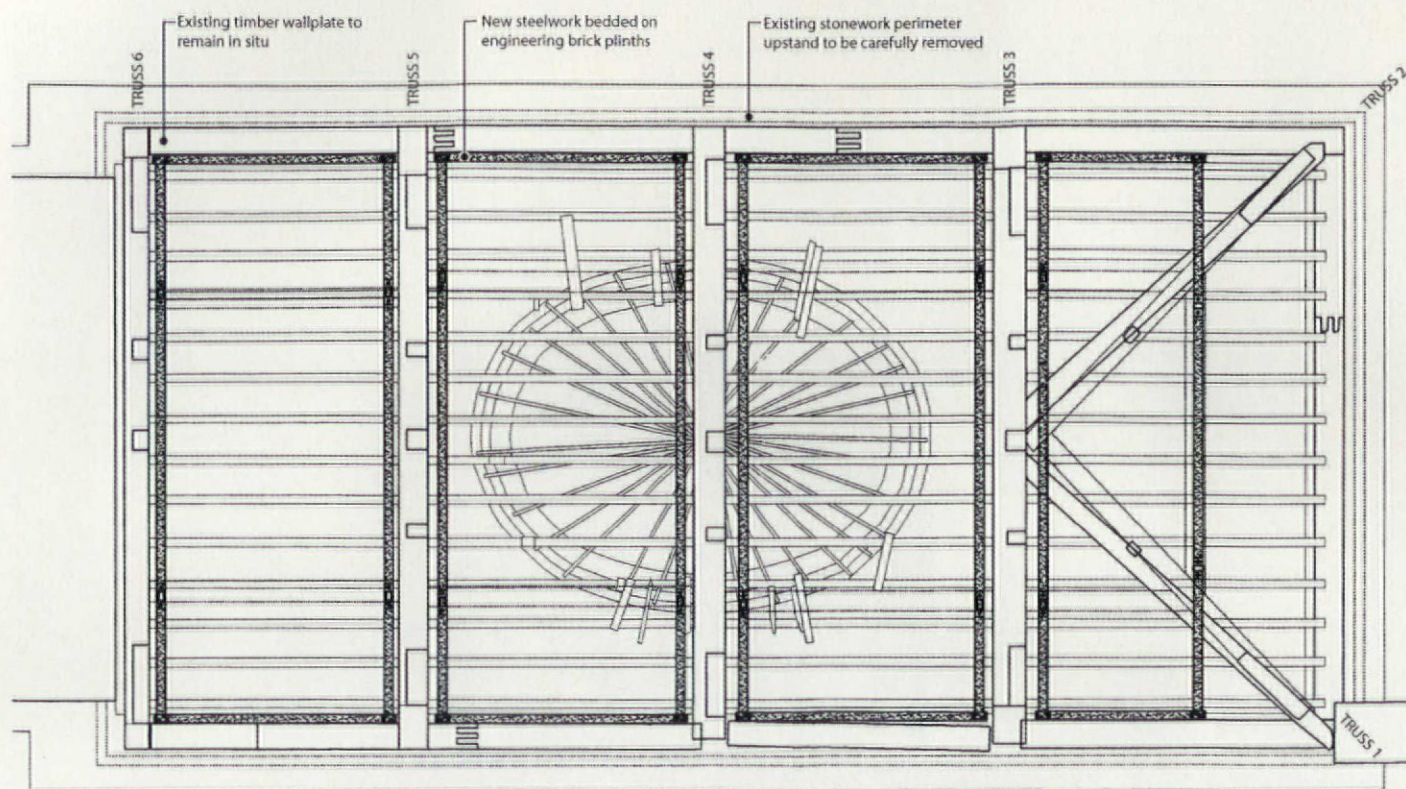 Existing timber wallplate to
remain in situ
New steelwork bedded on
engineering brick plinths
Existing stonework perimeter
upstand to be carefully removed
TRUSS 6
TRUSS 5
TRUSS 4
TRUSS 3
TRUSS 2
TRUSS 1